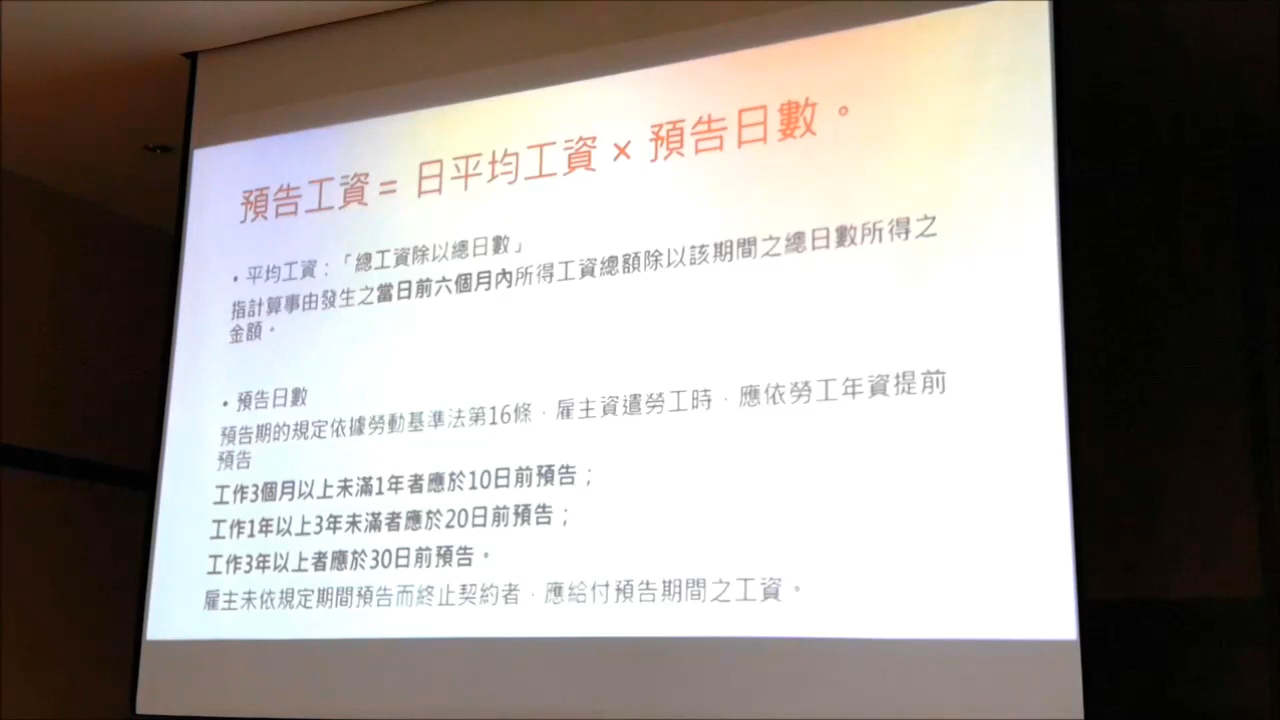 預告工資= 日平均工資 × 預告日數。
• 平均工資：「總工資除以總日數」
指計算事由發生之當日前六個月內所得工資總額除以該期間之總日數所得之
金額。
• 預告日數
預告期的規定依據勞動基準法第16條，雇主資遣勞工時，應依勞工年資提前
預告
工作3個月以上未滿1年者應於10日前預告；
工作1年以上3年未滿者應於20日前預告；
工作3年以上者應於30日前預告。
雇主未依規定期間預告而終止契約者，應給付預告期間之工資。